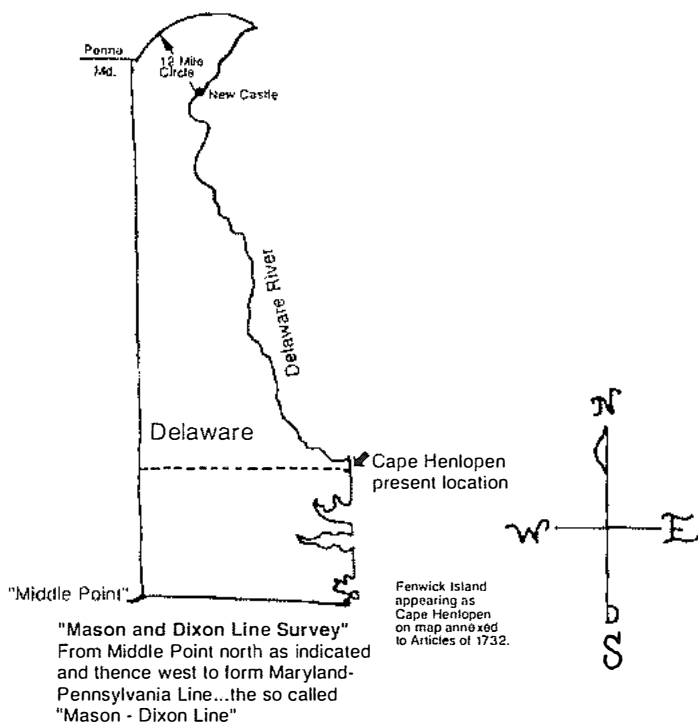 Penna
Md.
12 Mile
Circle
New Castle
Delaware River
Delaware
Cape Henlopen
present location
N
W
E
S
"Middle Point"
Fenwick Island
appearing as
Cape Henlopen
on map annexed
to Articles of 1732.
"Mason and Dixon Line Survey"
From Middle Point north as indicated
and thence west to form Maryland-
Pennsylvania Line...the so called
"Mason - Dixon Line"